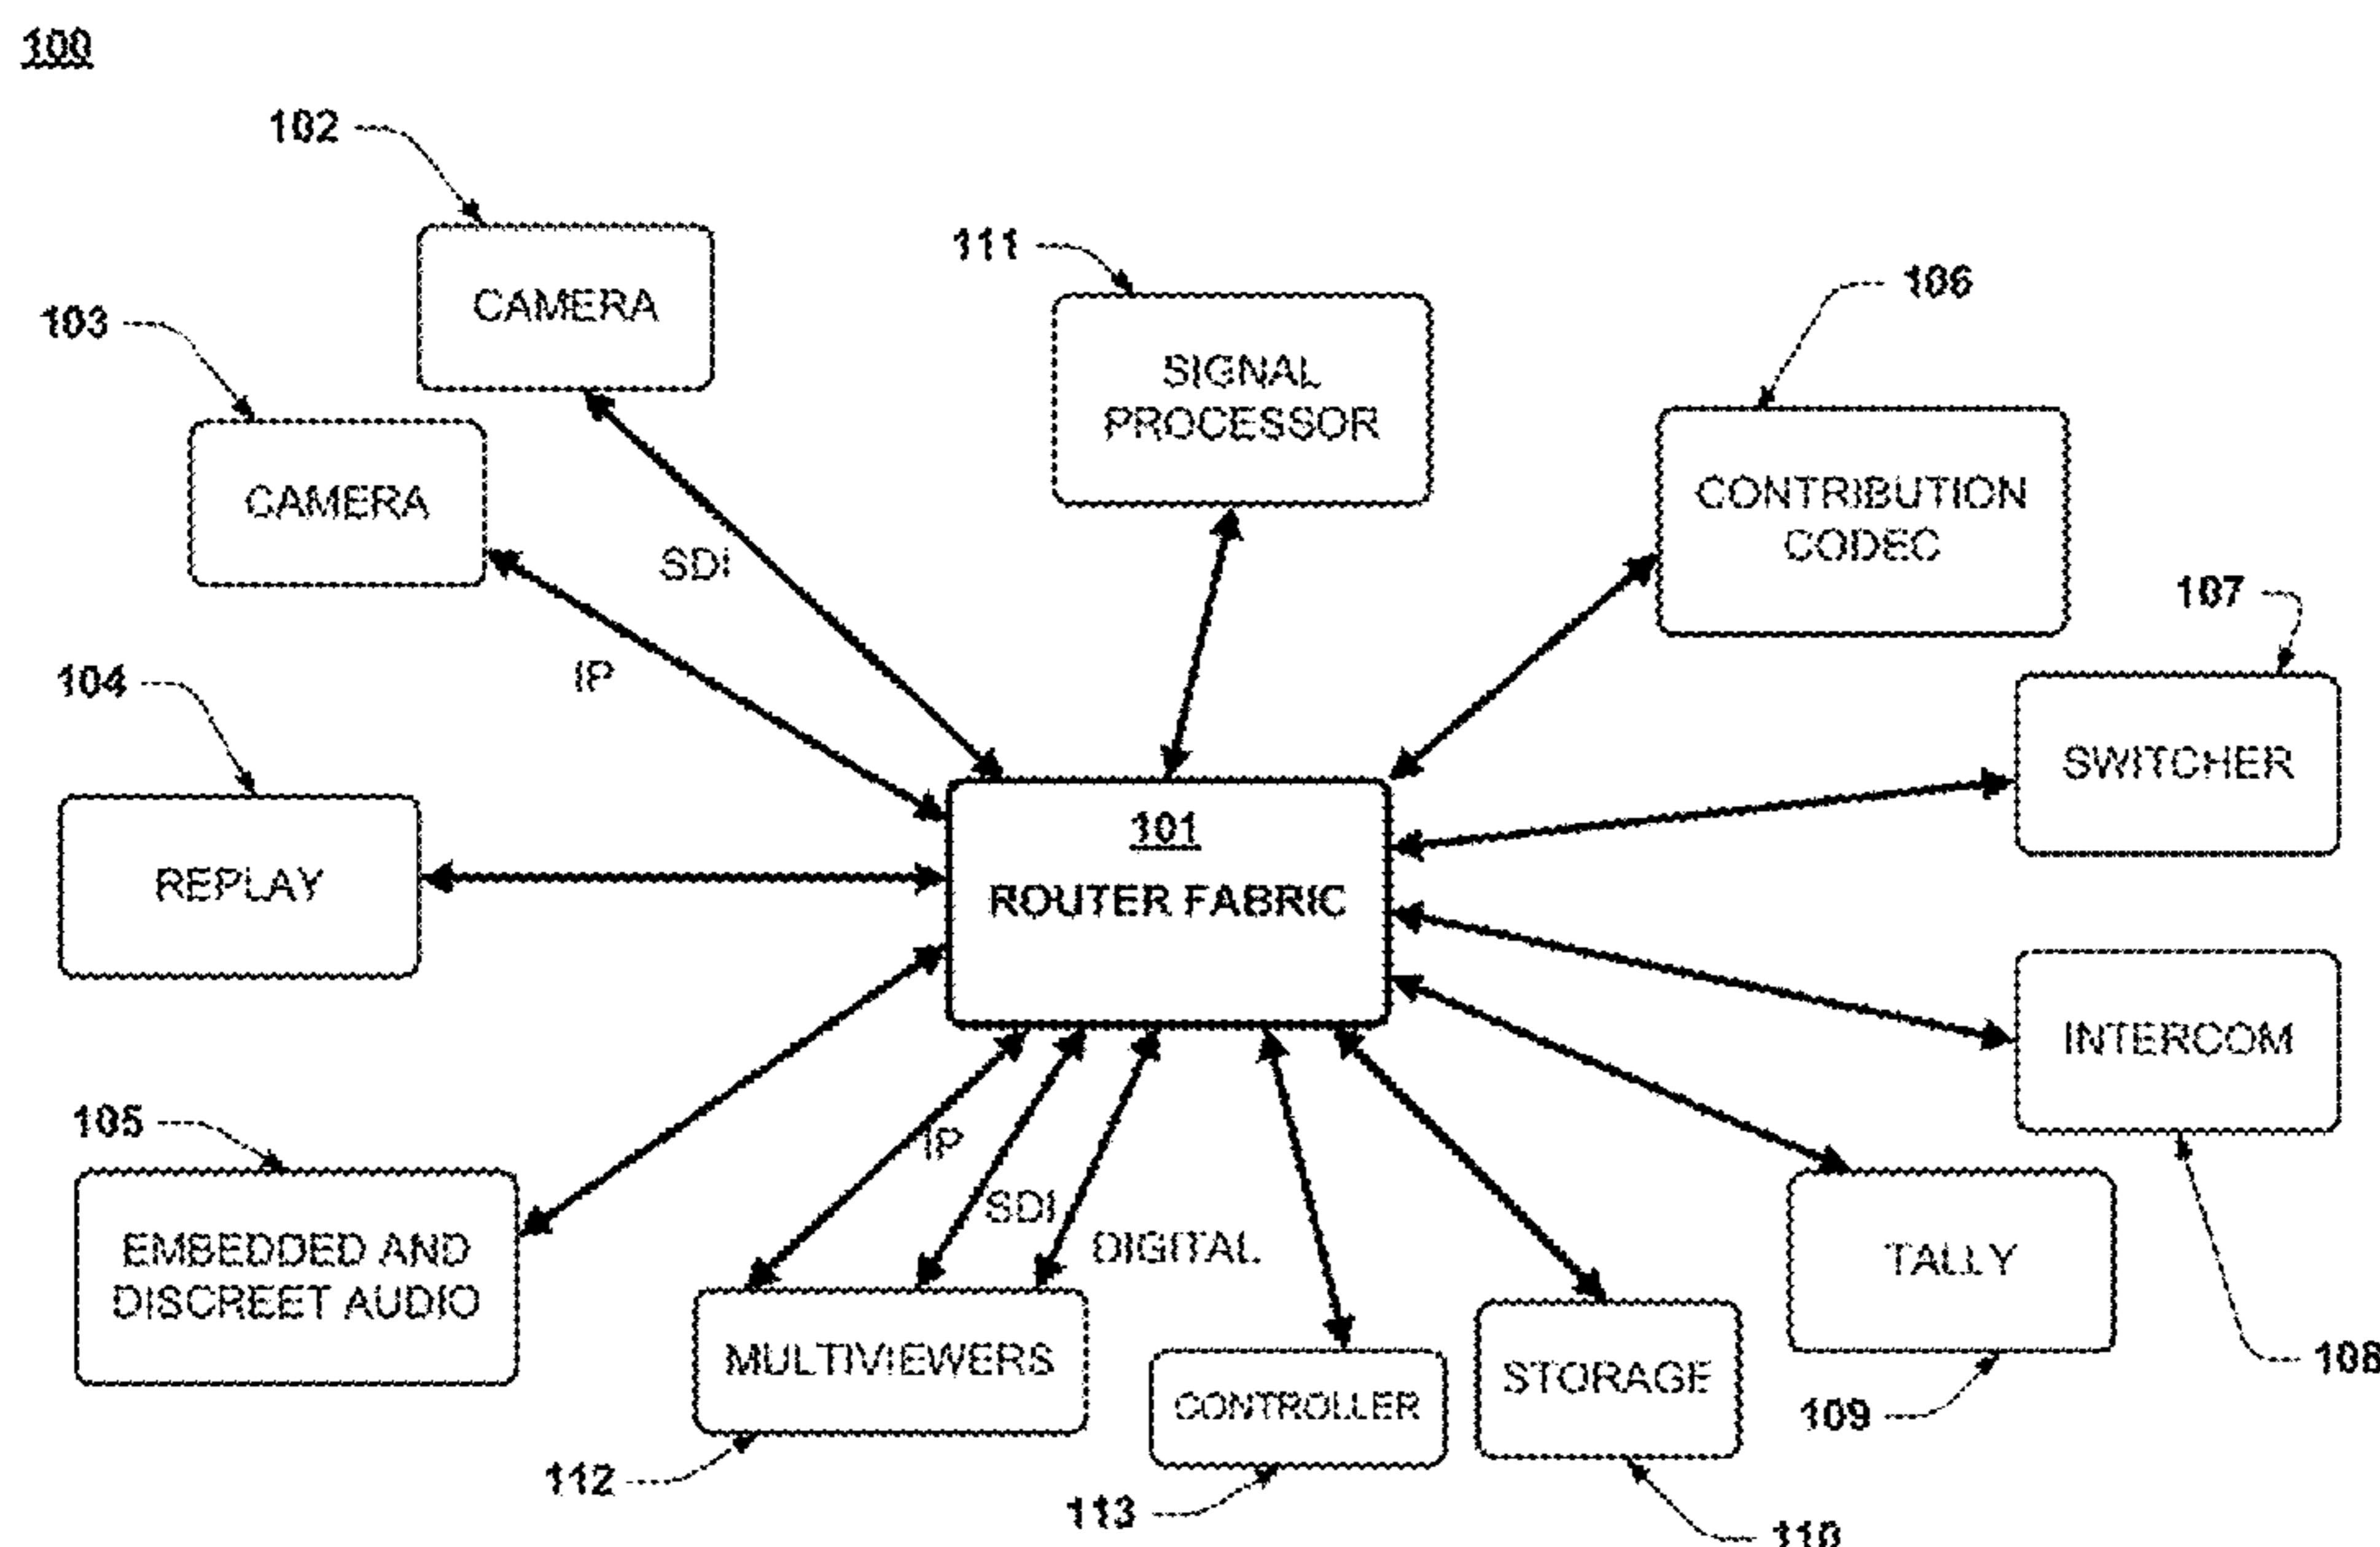 100
102
CAMERA
111
SIGNAL
PROCESSOR
106
CONTRIBUTION
CODEC
103
CAMERA
SDI
IP
107
SWITCHER
104
REPLAY
101
ROUTER FABRIC
INTERCOM
108
105
EMBEDDED AND
DISCREET AUDIO
IP
SDI
DIGITAL
MULTIVIEWERS
112
CONTROLLER
113
STORAGE
110
TALLY
109